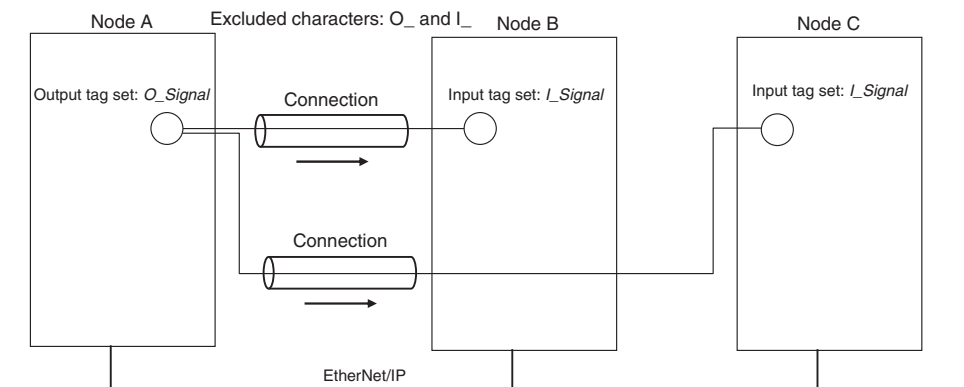 Node A
Excluded characters: O_ and I_
Node B
Node C
Output tag set: O_Signal
Connection
Input tag set: I_Signal
Input tag set: I_Signal
Connection
EtherNet/IP